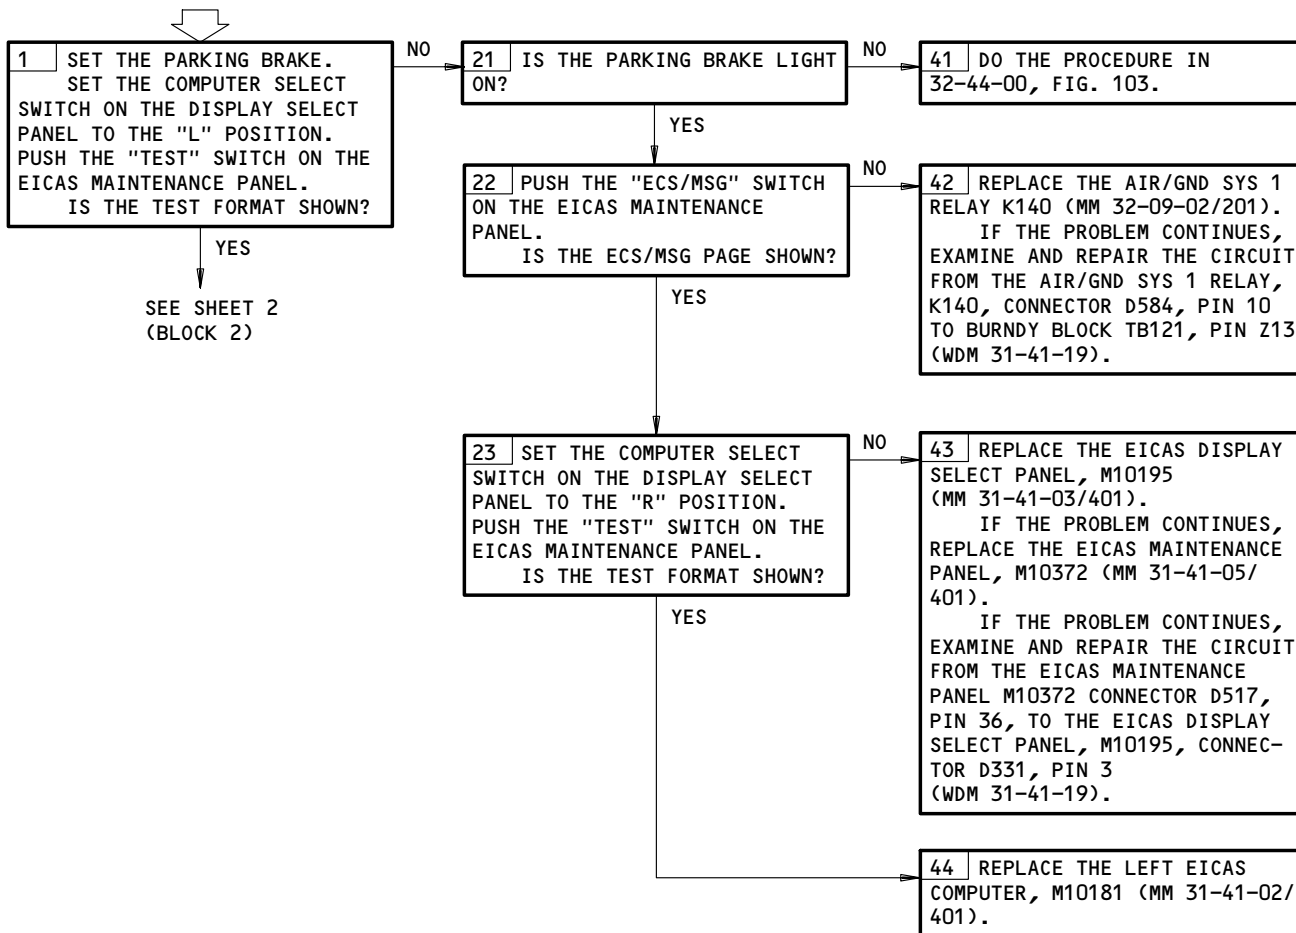 1 SET THE PARKING BRAKE.
SET THE COMPUTER SELECT
SWITCH ON THE DISPLAY SELECT
PANEL TO THE "L" POSITION.
PUSH THE "TEST" SWITCH ON THE
EICAS MAINTENANCE PANEL.
IS THE TEST FORMAT SHOWN?
NO
YES
SEE SHEET 2
(BLOCK 2)
21 IS THE PARKING BRAKE LIGHT
ON?
NO
YES
41 DO THE PROCEDURE IN
32-44-00, FIG. 103.
22 PUSH THE "ECS/MSG" SWITCH
ON THE EICAS MAINTENANCE
PANEL.
IS THE ECS/MSG PAGE SHOWN?
NO
YES
42 REPLACE THE AIR/GND SYS 1
RELAY K140 (MM 32-09-02/201).
IF THE PROBLEM CONTINUES,
EXAMINE AND REPAIR THE CIRCUIT
FROM THE AIR/GND SYS 1 RELAY,
K140, CONNECTOR D584, PIN 10
TO BURNDY BLOCK TB121, PIN Z13
(WDM 31-41-19).
23 SET THE COMPUTER SELECT
SWITCH ON THE DISPLAY SELECT
PANEL TO THE "R" POSITION.
PUSH THE "TEST" SWITCH ON THE
EICAS MAINTENANCE PANEL.
IS THE TEST FORMAT SHOWN?
NO
YES
43 REPLACE THE EICAS DISPLAY
SELECT PANEL, M10195
(MM 31-41-03/401).
IF THE PROBLEM CONTINUES,
REPLACE THE EICAS MAINTENANCE
PANEL, M10372 (MM 31-41-05/
401).
IF THE PROBLEM CONTINUES,
EXAMINE AND REPAIR THE CIRCUIT
FROM THE EICAS MAINTENANCE
PANEL M10372 CONNECTOR D517,
PIN 36, TO THE EICAS DISPLAY
SELECT PANEL, M10195, CONNEC-
TOR D331, PIN 3
(WDM 31-41-19).
44 REPLACE THE LEFT EICAS
COMPUTER, M10181 (MM 31-41-02/
401).